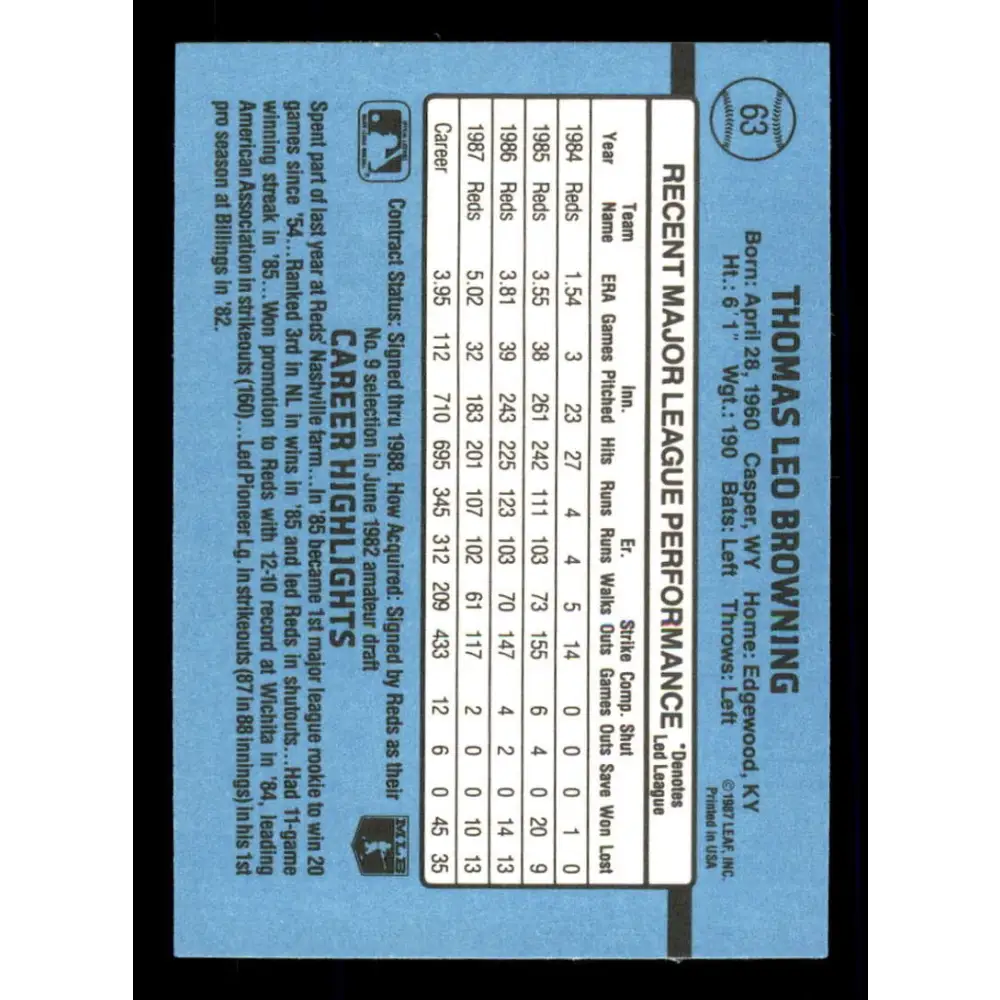 63
THOMAS LEO BROWNING
Born: April 28, 1960 Casper, WY Home: Edgewood, KY
Ht.: 6'1" Wgt.: 190 Bats: Left Throws: Left
©1987 LEAF, INC.
Printed in USA
RECENT MAJOR LEAGUE PERFORMANCE *Denotes
Led League
Team Inn. Er. Strike Comp. Shut
Year Name ERA Games Pitched Hits Runs Runs Walks Outs Games Outs Save Won Lost
1984 Reds 1.54 3 23 27 4 4 5 14 0 0 0 1 0
1985 Reds 3.55 38 261 242 111 103 73 155 6 4 0 20 9
1986 Reds 3.81 39 243 225 123 103 70 147 4 2 0 14 13
1987 Reds 5.02 32 183 201 107 102 61 117 2 0 0 10 13
Career 3.95 112 710 695 345 312 209 433 12 6 0 45 35
MLB
Contract Status: Signed thru 1988. How Acquired: Signed by Reds as their
No. 9 selection in June 1982 amateur draft
CAREER HIGHLIGHTS
Spent part of last year at Reds' Nashville farm...In '85 became 1st major league rookie to win 20
games since '54...Ranked 3rd in NL in wins in '85 and led Reds in shutouts...Had 11-game
winning streak in '85...Won promotion to Reds with 12-10 record at Wichita in '84, leading
American Association in strikeouts (160)...Led Pioneer Lg. in strikeouts (87 in 88 innings) in his 1st
pro season at Billings in '82.